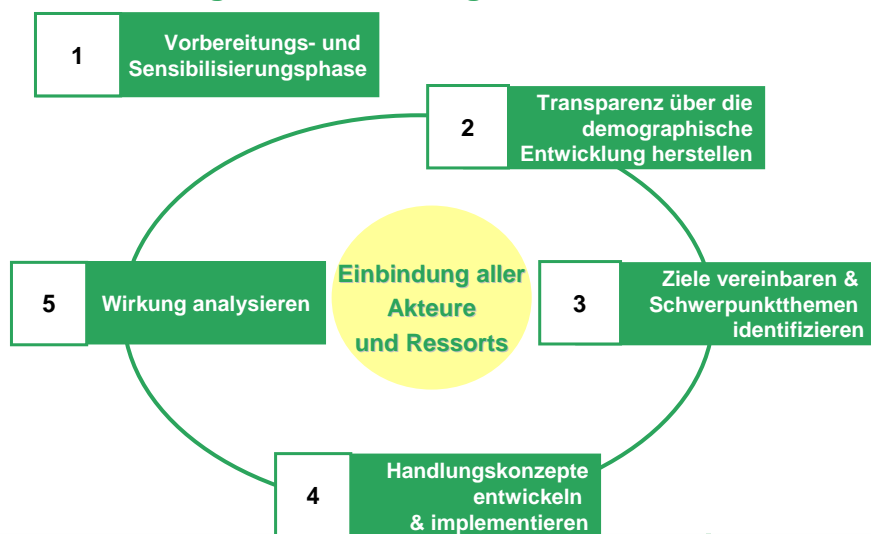 1
Vorbereitungs- und
Sensibilisierungsphase
2
Transparenz über die
demographische
Entwicklung herstellen
3
Ziele vereinbaren &
Schwerpunktthemen
identifizieren
4
Handlungskonzepte
entwickeln
& implementieren
5
Wirkung analysieren
Einbindung aller
Akteure
und Ressorts